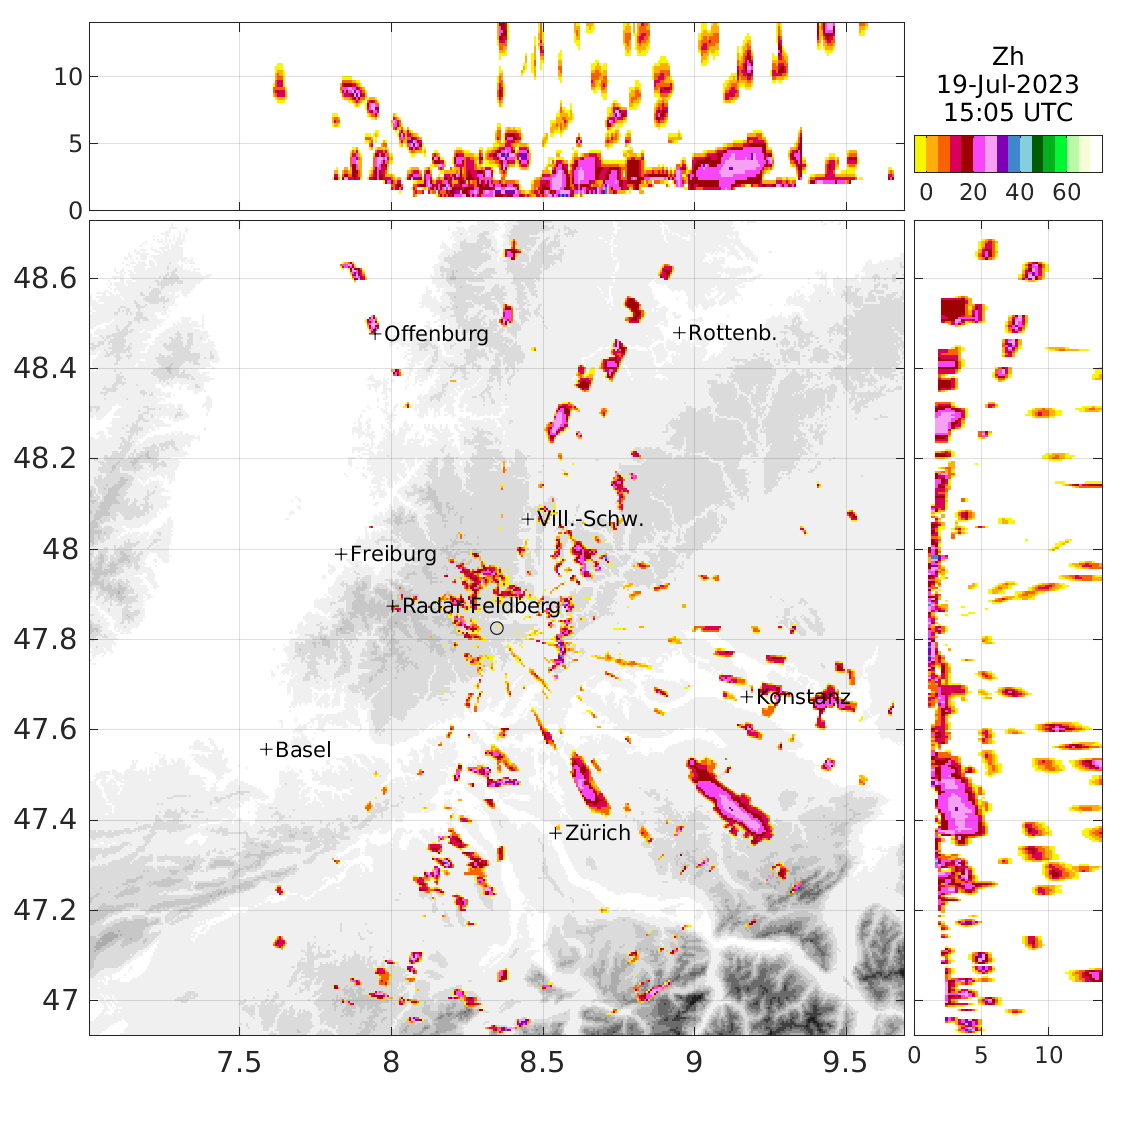 10
5
0
Zh
19-Jul-2023
15:05 UTC
0 20 40 60
48.6
48.4
48.2
48
47.8
47.6
47.4
47.2
47
+Offenburg
+Rottenb.
+Vill.-Schw.
+Freiburg
+Radar Feldberg
+Konstanz
+Basel
+Zürich
7.5 8 8.5 9 9.5
0 5 10